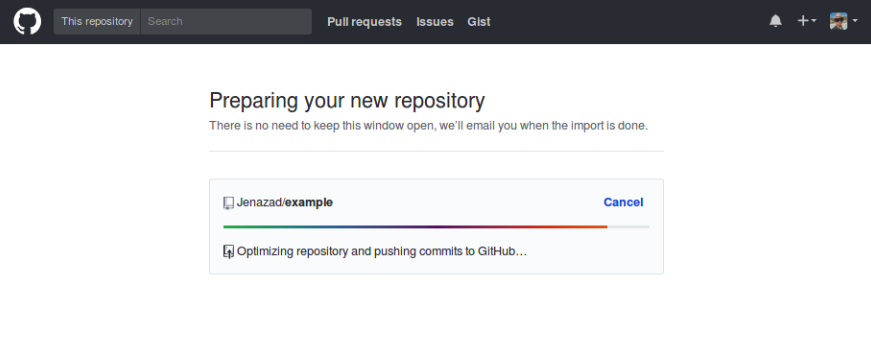 This repository Search Pull requests Issues Gist
Preparing your new repository
There is no need to keep this window open, we'll email you when the import is done.
Jenazad/example Cancel
Optimizing repository and pushing commits to GitHub…